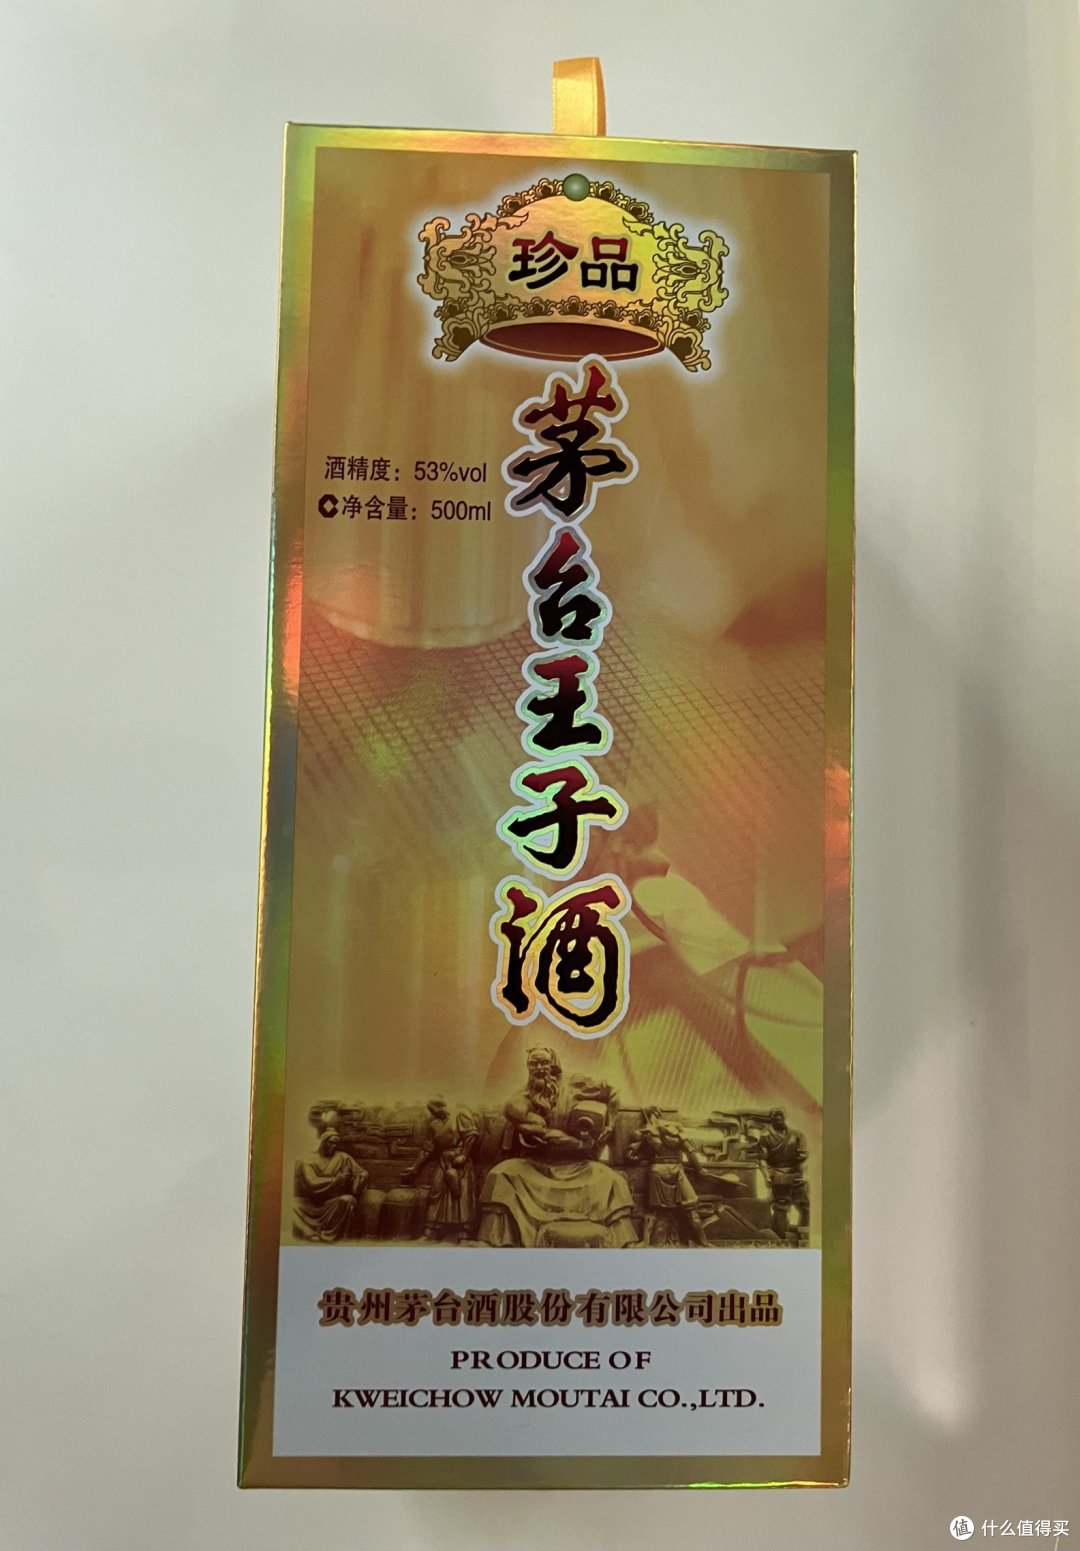 珍品
茅台王子酒
酒精度：53%vol
净含量：500ml
贵州茅台酒股份有限公司出品
PRODUCE OF
KWEICHOW MOUTAI CO.,LTD.
值 什么值得买